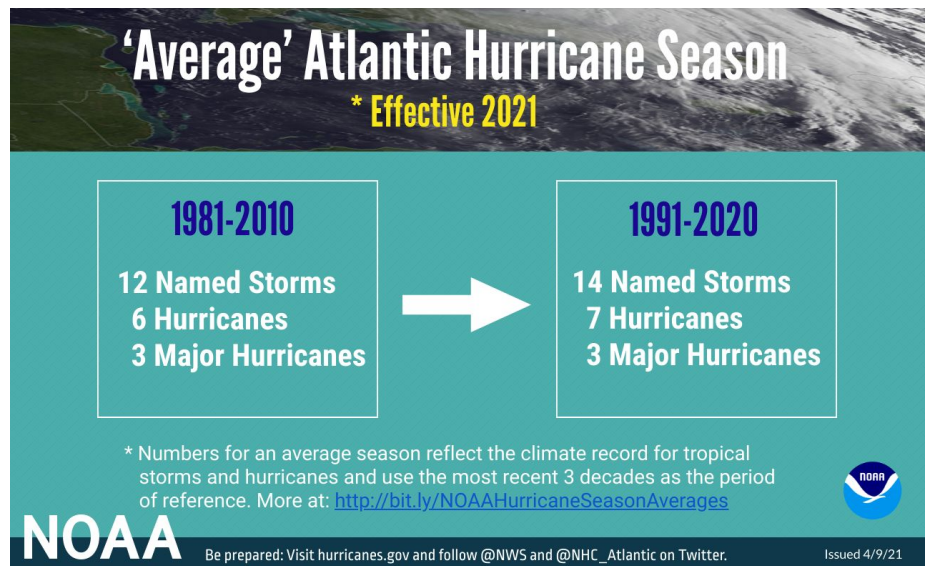 ‘Average’ Atlantic Hurricane Season
* Effective 2021
1981-2010
12 Named Storms
6 Hurricanes
3 Major Hurricanes
1991-2020
14 Named Storms
7 Hurricanes
3 Major Hurricanes
* Numbers for an average season reflect the climate record for tropical
storms and hurricanes and use the most recent 3 decades as the period
of reference. More at: http://bit.ly/NOAAHurricaneSeasonAverages
NOAA
NOAA
Be prepared: Visit hurricanes.gov and follow @NWS and @NHC_Atlantic on Twitter.
Issued 4/9/21